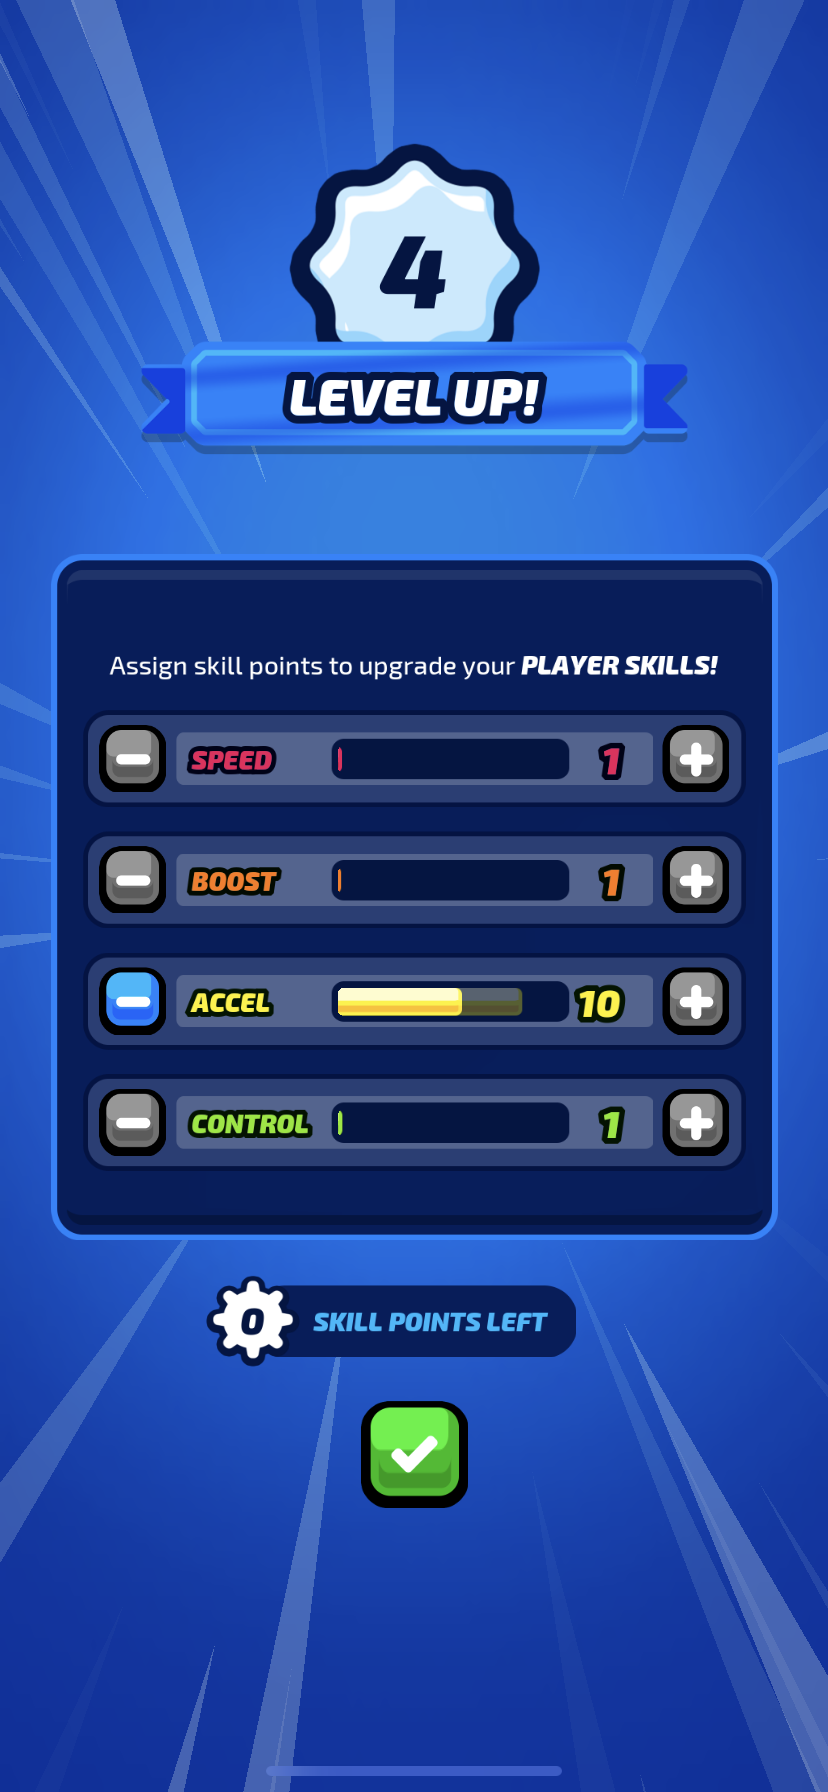 4
LEVEL UP!
Assign skill points to upgrade your PLAYER SKILLS!
SPEED 1
BOOST 1
ACCEL 10
CONTROL 1
0 SKILL POINTS LEFT